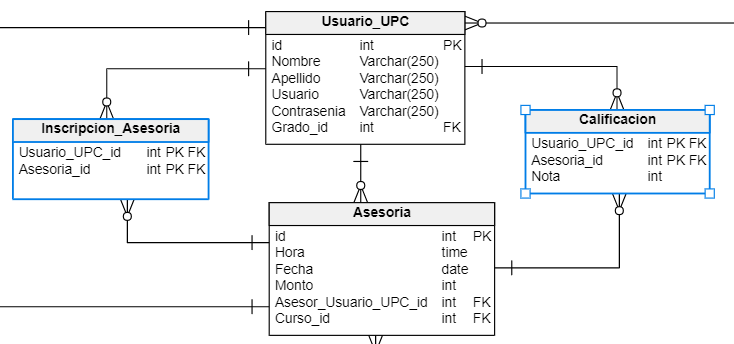 Usuario_UPC
id int PK
Nombre Varchar(250)
Apellido Varchar(250)
Usuario Varchar(250)
Contrasenia Varchar(250)
Grado_id int FK
Inscripcion_Asesoria
Usuario_UPC_id int PK FK
Asesoria_id int PK FK
Calificacion
Usuario_UPC_id int PK FK
Asesoria_id int PK FK
Nota int
Asesoria
id int PK
Hora time
Fecha date
Monto int
Asesor_Usuario_UPC_id int FK
Curso_id int FK